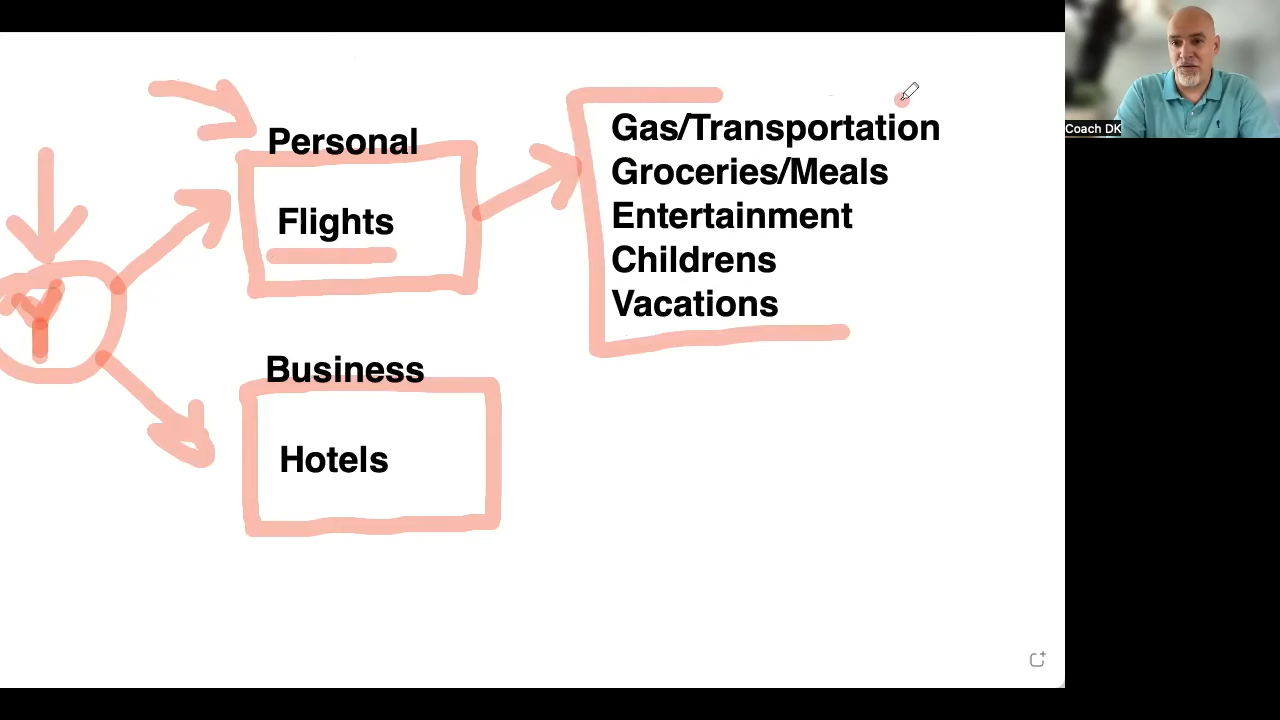 Personal
Flights
Y
Business
Hotels
Gas/Transportation
Groceries/Meals
Entertainment
Childrens
Vacations
Coach DK